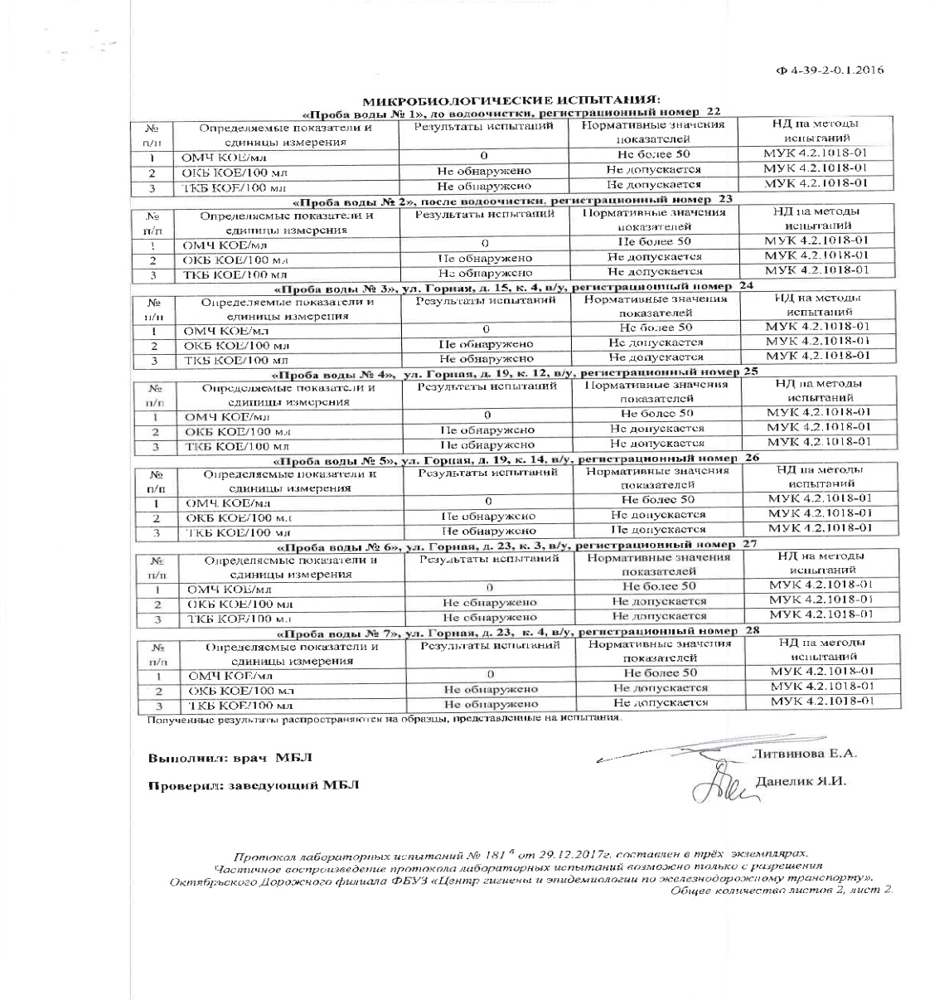 Ф 4-39-2-0.1.2016
МИКРОБИОЛОГИЧЕСКИЕ ИСПЫТАНИЯ:
«Проба воды № 1», до водоочистки, регистрационный номер 22
№ п/п Определяемые показатели и единицы измерения Результаты испытаний Нормативные значения показателей НД на методы испытаний
1 ОМЧ КОЕ/мл 0 Не более 50 МУК 4.2.1018-01
2 ОКБ КОЕ/100 мл Не обнаружено Не допускается МУК 4.2.1018-01
3 ТКБ КОЕ/100 мл Не обнаружено Не допускается МУК 4.2.1018-01
«Проба воды № 2», после водоочистки, регистрационный номер 23
№ п/п Определяемые показатели и единицы измерения Результаты испытаний Нормативные значения показателей НД на методы испытаний
1 ОМЧ КОЕ/мл 0 Не более 50 МУК 4.2.1018-01
2 ОКБ КОЕ/100 мл Не обнаружено Не допускается МУК 4.2.1018-01
3 ТКБ КОЕ/100 мл Не обнаружено Не допускается МУК 4.2.1018-01
«Проба воды № 3», ул. Горная, д. 15, к. 4, в/у, регистрационный номер 24
№ п/п Определяемые показатели и единицы измерения Результаты испытаний Нормативные значения показателей НД на методы испытаний
1 ОМЧ КОЕ/мл 0 Не более 50 МУК 4.2.1018-01
2 ОКБ КОЕ/100 мл Не обнаружено Не допускается МУК 4.2.1018-01
3 ТКБ КОЕ/100 мл Не обнаружено Не допускается МУК 4.2.1018-01
«Проба воды № 4», ул. Горная, д. 19, к. 12, в/у, регистрационный номер 25
№ п/п Определяемые показатели и единицы измерения Результаты испытаний Нормативные значения показателей НД на методы испытаний
1 ОМЧ КОЕ/мл 0 Не более 50 МУК 4.2.1018-01
2 ОКБ КОЕ/100 мл Не обнаружено Не допускается МУК 4.2.1018-01
3 ТКБ КОЕ/100 мл Не обнаружено Не допускается МУК 4.2.1018-01
«Проба воды № 5», ул. Горная, д. 19, к. 14, в/у, регистрационный номер 26
№ п/п Определяемые показатели и единицы измерения Результаты испытаний Нормативные значения показателей НД на методы испытаний
1 ОМЧ КОЕ/мл 0 Не более 50 МУК 4.2.1018-01
2 ОКБ КОЕ/100 мл Не обнаружено Не допускается МУК 4.2.1018-01
3 ТКБ КОЕ/100 мл Не обнаружено Не допускается МУК 4.2.1018-01
«Проба воды № 6», ул. Горная, д. 23, к. 3, в/у, регистрационный номер 27
№ п/п Определяемые показатели и единицы измерения Результаты испытаний Нормативные значения показателей НД на методы испытаний
1 ОМЧ КОЕ/мл 0 Не более 50 МУК 4.2.1018-01
2 ОКБ КОЕ/100 мл Не обнаружено Не допускается МУК 4.2.1018-01
3 ТКБ КОЕ/100 мл Не обнаружено Не допускается МУК 4.2.1018-01
«Проба воды № 7», ул. Горная, д. 23, к. 4, в/у, регистрационный номер 28
№ п/п Определяемые показатели и единицы измерения Результаты испытаний Нормативные значения показателей НД на методы испытаний
1 ОМЧ КОЕ/мл 0 Не более 50 МУК 4.2.1018-01
2 ОКБ КОЕ/100 мл Не обнаружено Не допускается МУК 4.2.1018-01
3 ТКБ КОЕ/100 мл Не обнаружено Не допускается МУК 4.2.1018-01
Полученные результаты распространяются на образцы, представленные на испытания.
Выполнил: врач МБЛ Литвинова Е.А.
Проверил: заведующий МБЛ Данелик Я.И.
Протокол лабораторных испытаний № 181 от 29.12.2017г. составлен в трёх экземплярах.
Частичное воспроизведение протокола лабораторных испытаний возможно только с разрешения
Октябрьского Дорожного филиала ФБУЗ «Центр гигиены и эпидемиологии по железнодорожному транспорту».
Общее количество листов 2, лист 2.